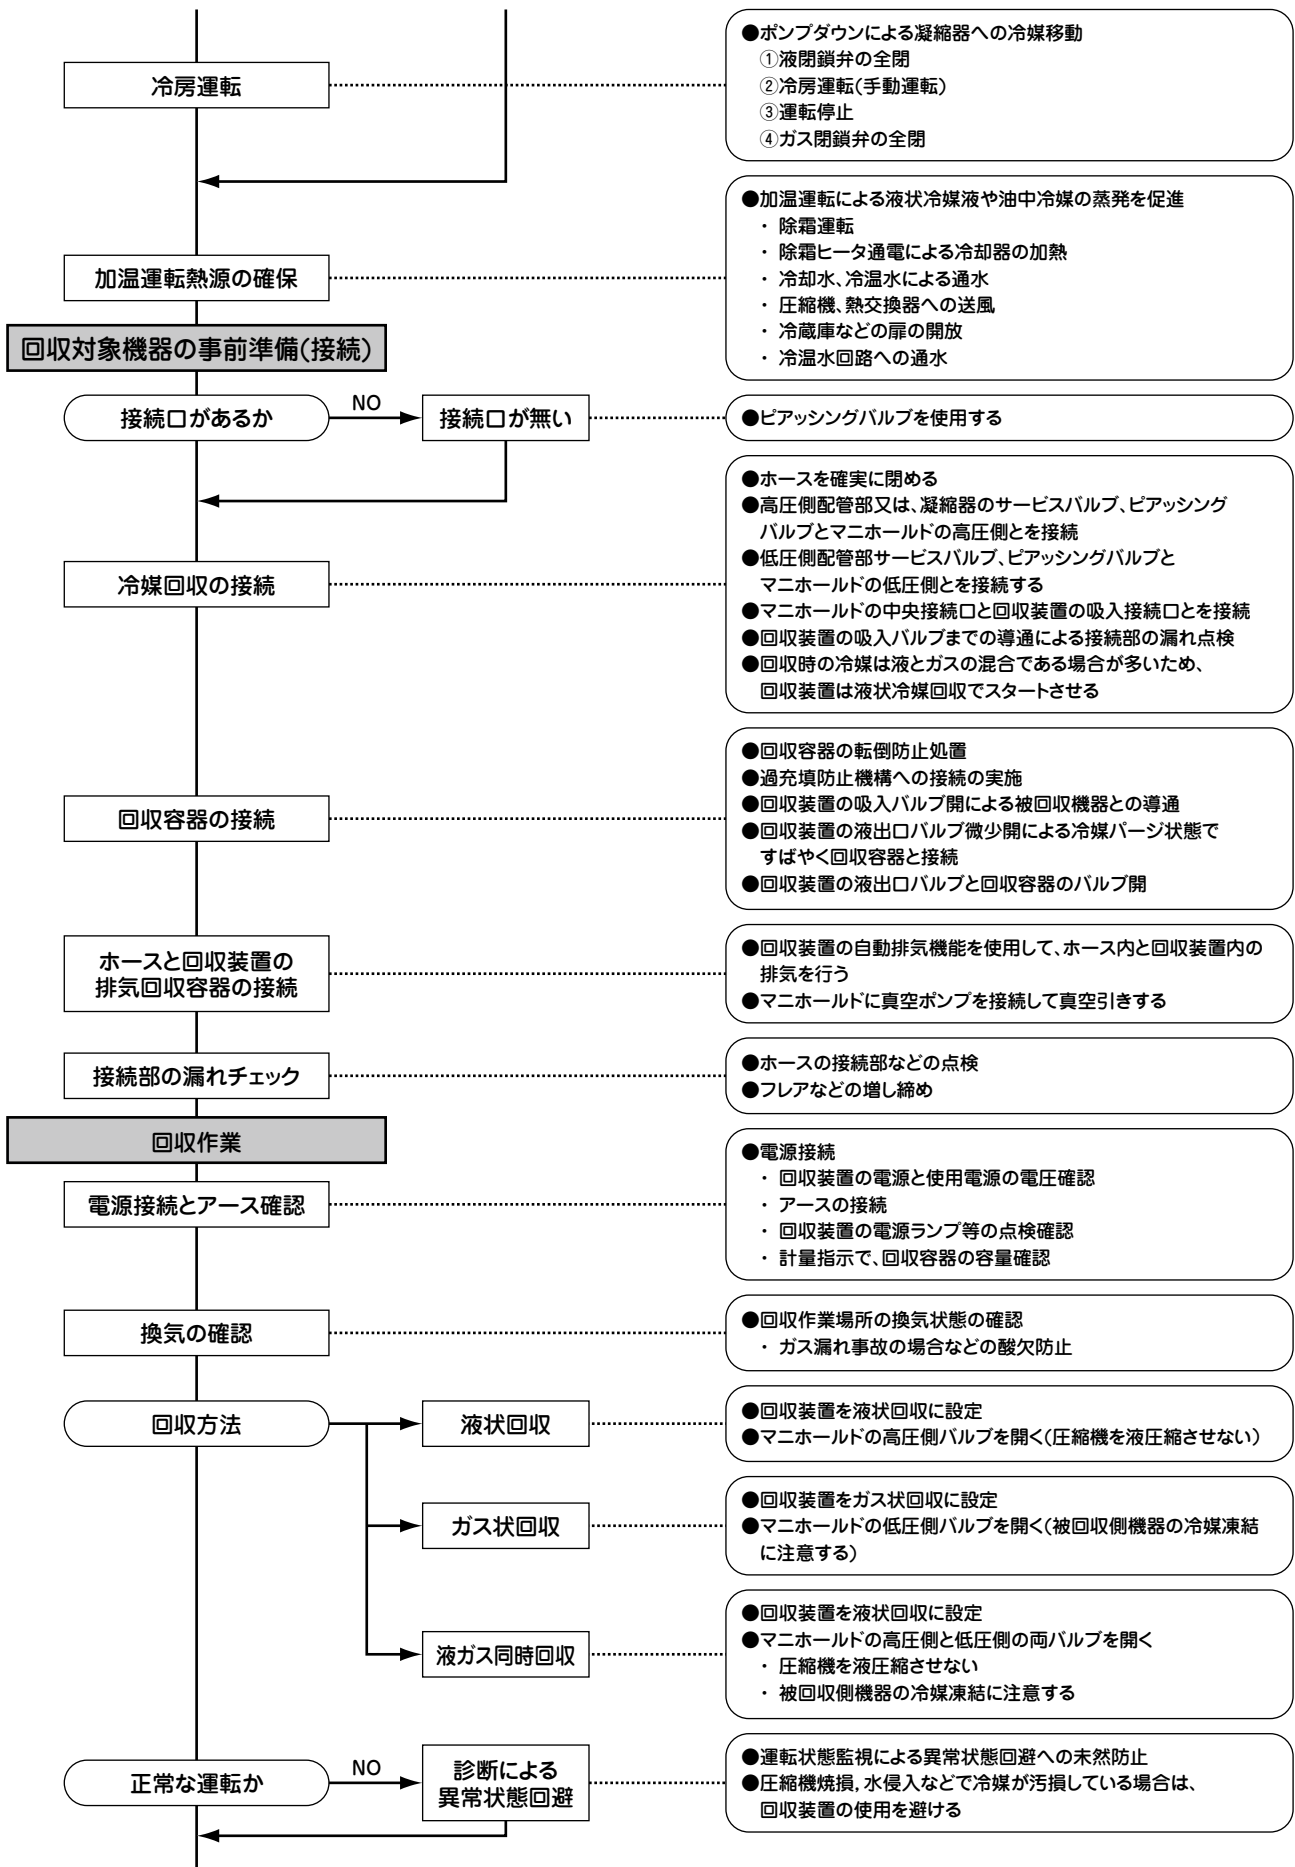 冷房運転
●ポンプダウンによる凝縮器への冷媒移動
①液閉鎖弁の全閉
②冷房運転(手動運転)
③運転停止
④ガス閉鎖弁の全閉
加温運転熱源の確保
●加温運転による液状冷媒液や油中冷媒の蒸発を促進
・ 除霜運転
・ 除霜ヒータ通電による冷却器の加熱
・ 冷却水、冷温水による通水
・ 圧縮機、熱交換器への送風
・ 冷蔵庫などの扉の開放
・ 冷温水回路への通水
回収対象機器の事前準備(接続)
接続口があるか
NO
接続口が無い
●ピアッシングバルブを使用する
冷媒回収の接続
●ホースを確実に閉める
●高圧側配管部又は、凝縮器のサービスバルブ、ピアッシング
バルブとマニホールドの高圧側とを接続
●低圧側配管部サービスバルブ、ピアッシングバルブと
マニホールドの低圧側とを接続する
●マニホールドの中央接続口と回収装置の吸入接続口とを接続
●回収装置の吸入バルブまでの導通による接続部の漏れ点検
●回収時の冷媒は液とガスの混合である場合が多いため、
回収装置は液状冷媒回収でスタートさせる
回収容器の接続
●回収容器の転倒防止処置
●過充填防止機構への接続の実施
●回収装置の吸入バルブ開による被回収機器との導通
●回収装置の液出口バルブ微少開による冷媒パージ状態で
すばやく回収容器と接続
●回収装置の液出口バルブと回収容器のバルブ開
ホースと回収装置の
排気回収容器の接続
●回収装置の自動排気機能を使用して、ホース内と回収装置内の
排気を行う
●マニホールドに真空ポンプを接続して真空引きする
接続部の漏れチェック
●ホースの接続部などの点検
●フレアなどの増し締め
回収作業
電源接続とアース確認
●電源接続
・ 回収装置の電源と使用電源の電圧確認
・ アースの接続
・ 回収装置の電源ランプ等の点検確認
・ 計量指示で、回収容器の容量確認
換気の確認
●回収作業場所の換気状態の確認
・ ガス漏れ事故の場合などの酸欠防止
回収方法
液状回収
●回収装置を液状回収に設定
●マニホールドの高圧側バルブを開く(圧縮機を液圧縮させない)
ガス状回収
●回収装置をガス状回収に設定
●マニホールドの低圧側バルブを開く(被回収側機器の冷媒凍結
に注意する)
液ガス同時回収
●回収装置を液状回収に設定
●マニホールドの高圧側と低圧側の両バルブを開く
・ 圧縮機を液圧縮させない
・ 被回収側機器の冷媒凍結に注意する
正常な運転か
NO
診断による
異常状態回避
●運転状態監視による異常状態回避への未然防止
●圧縮機焼損,水侵入などで冷媒が汚損している場合は、
回収装置の使用を避ける